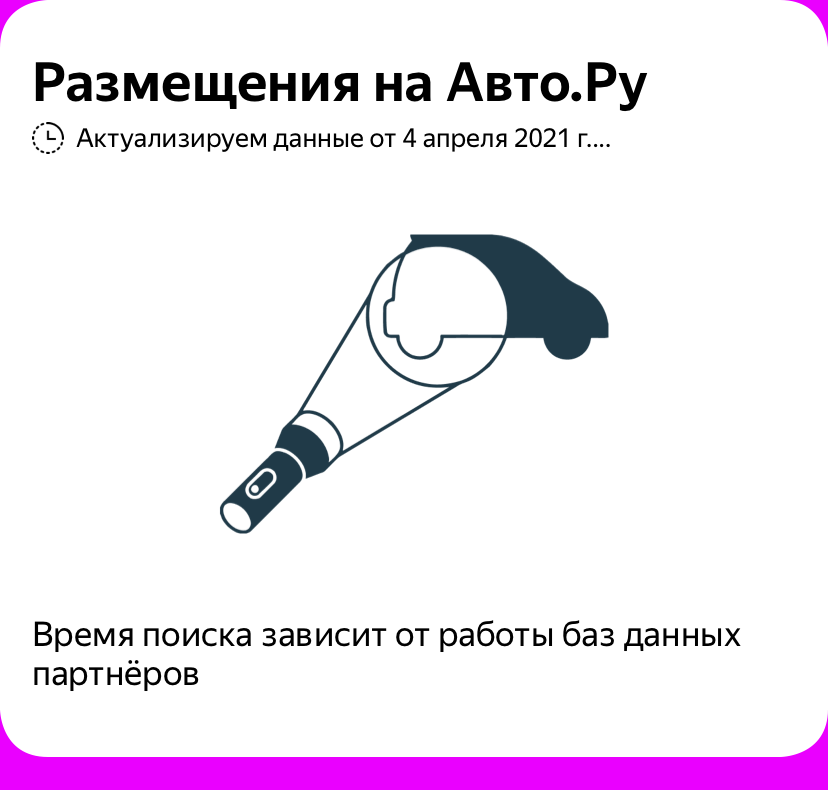 Размещения на Авто.Ру
Актуализируем данные от 4 апреля 2021 г....
Время поиска зависит от работы баз данных
партнёров